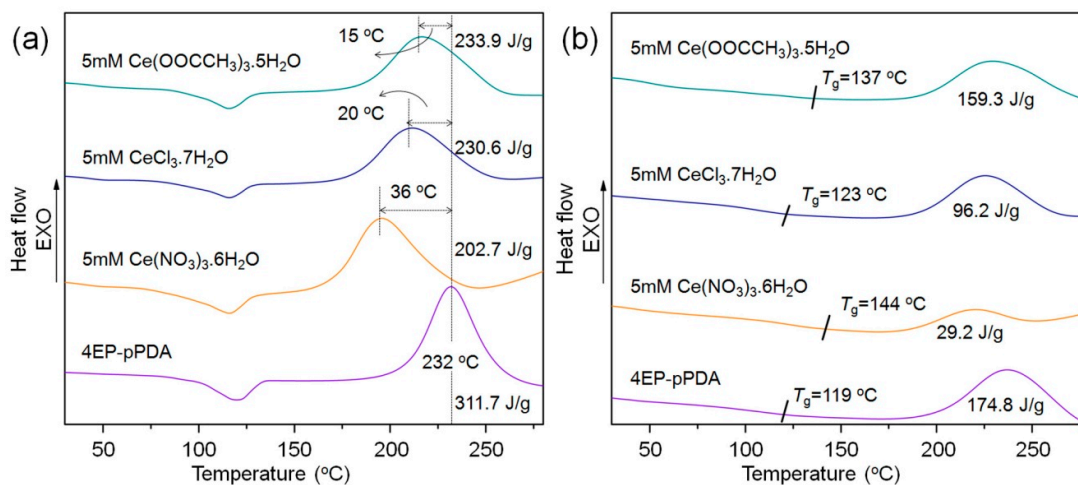 (a)
15 °C
233.9 J/g
5mM Ce(OOCCH₃)₃.5H₂O
20 °C
230.6 J/g
5mM CeCl₃.7H₂O
36 °C
202.7 J/g
5mM Ce(NO₃)₃.6H₂O
4EP-pPDA
232 °C
311.7 J/g
Heat flow
EXO
50 100 150 200 250
Temperature (°C)
(b)
5mM Ce(OOCCH₃)₃.5H₂O
Tg=137 °C
159.3 J/g
5mM CeCl₃.7H₂O
Tg=123 °C
96.2 J/g
5mM Ce(NO₃)₃.6H₂O
Tg=144 °C
29.2 J/g
4EP-pPDA
Tg=119 °C
174.8 J/g
Heat flow
EXO
50 100 150 200 250
Temperature (°C)